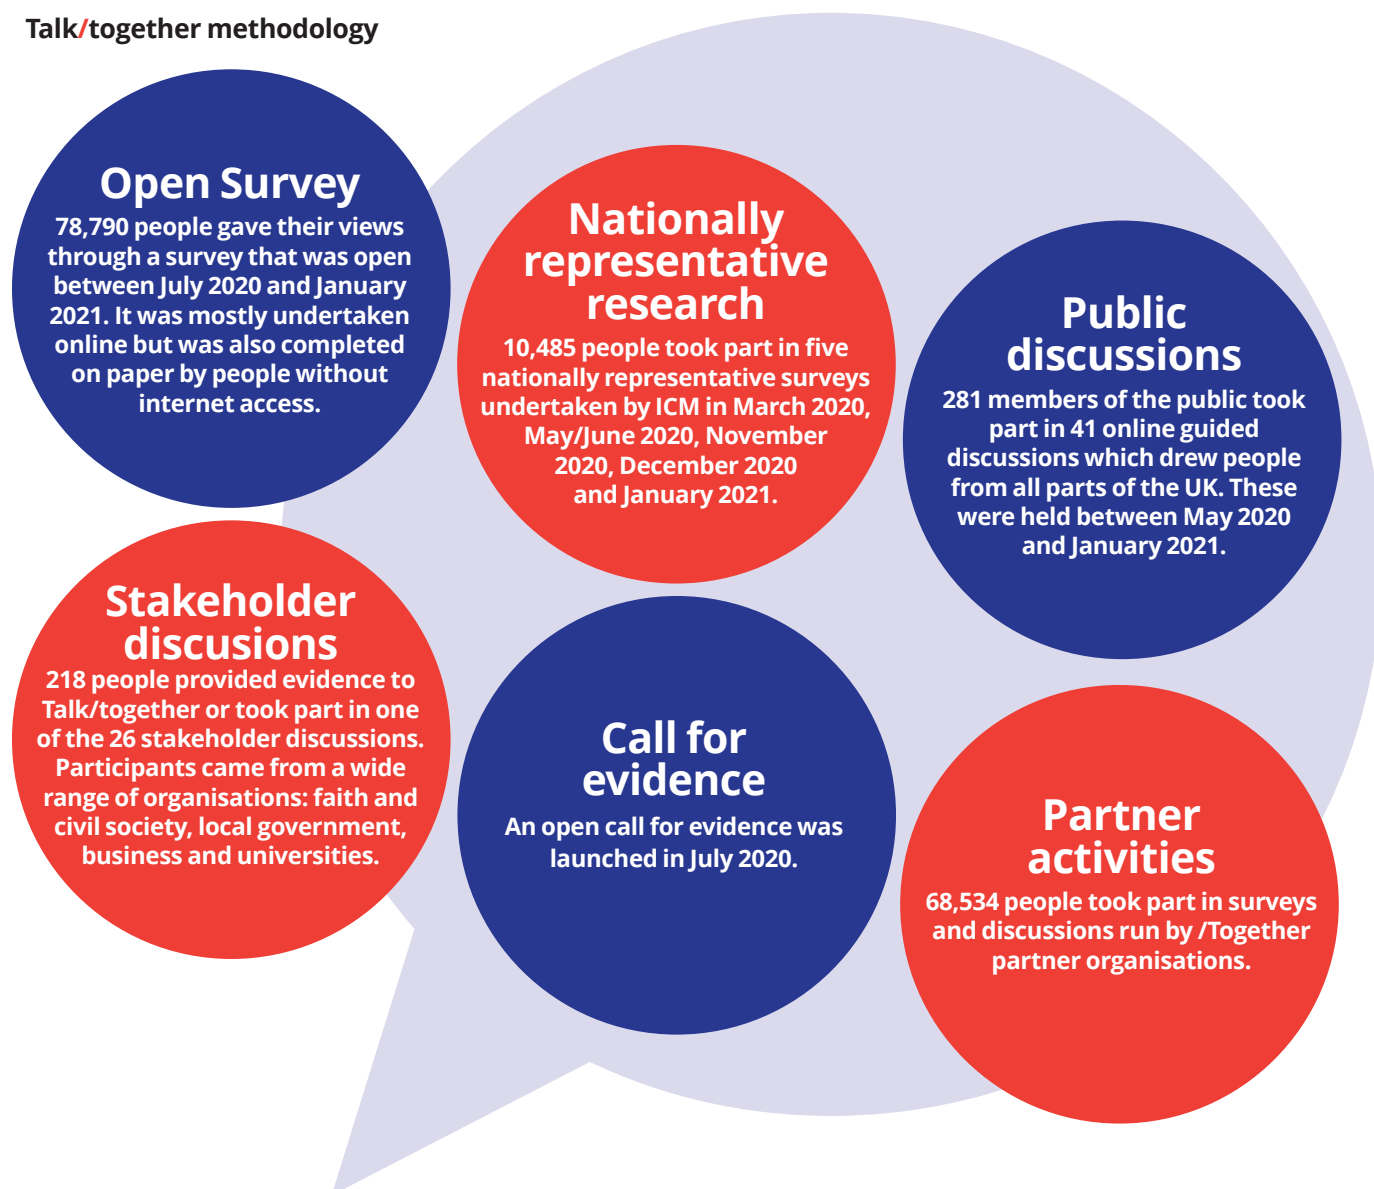 Talk/together methodology
Open Survey
78,790 people gave their views
through a survey that was open
between July 2020 and January
2021. It was mostly undertaken
online but was also completed
on paper by people without
internet access.
Nationally
representative
research
10,485 people took part in five
nationally representative surveys
undertaken by ICM in March 2020,
May/June 2020, November
2020, December 2020
and January 2021.
Public
discussions
281 members of the public took
part in 41 online guided
discussions which drew people
from all parts of the UK. These
were held between May 2020
and January 2021.
Stakeholder
discusions
218 people provided evidence to
Talk/together or took part in one
of the 26 stakeholder discussions.
Participants came from a wide
range of organisations: faith and
civil society, local government,
business and universities.
Call for
evidence
An open call for evidence was
launched in July 2020.
Partner
activities
68,534 people took part in surveys
and discussions run by /Together
partner organisations.